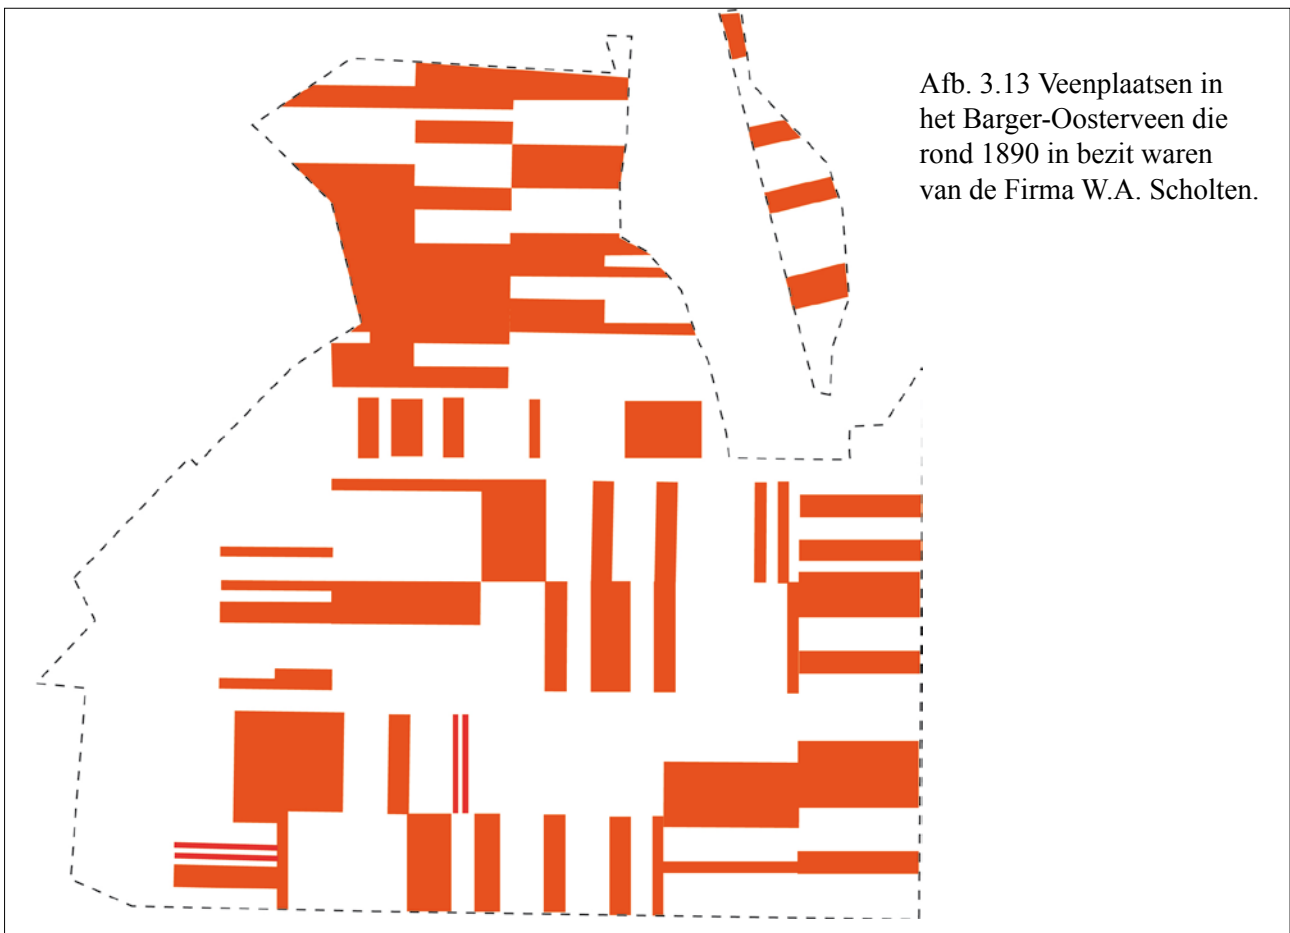 Afb. 3.13 Veenplaatsen in
het Barger-Oosterveen die
rond 1890 in bezit waren
van de Firma W.A. Scholten.